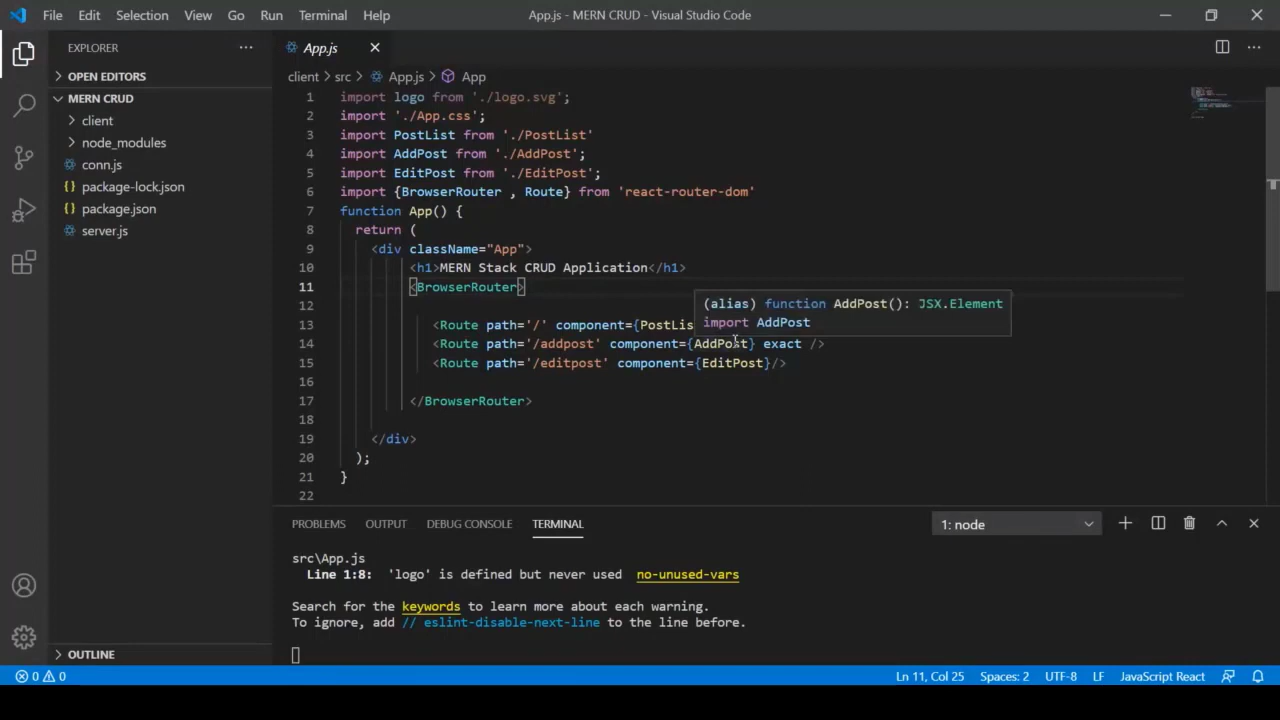 File Edit Selection View Go Run Terminal Help App.js - MERN CRUD - Visual Studio Code
EXPLORER
OPEN EDITORS
MERN CRUD
client
node_modules
conn.js
{} package-lock.json
{} package.json
server.js
OUTLINE
App.js
client > src > App.js > App
1 import logo from './logo.svg';
2 import './App.css';
3 import PostList from './PostList'
4 import AddPost from './AddPost';
5 import EditPost from './EditPost';
6 import {BrowserRouter , Route} from 'react-router-dom'
7 function App() {
8 return (
9 <div className="App">
10 <h1>MERN Stack CRUD Application</h1>
11 <BrowserRouter>
12
13 <Route path='/' component={PostLis
14 <Route path='/addpost' component={AddPost} exact />
15 <Route path='/editpost' component={EditPost}/>
16
17 </BrowserRouter>
18
19 </div>
20 );
21 }
22
(alias) function AddPost(): JSX.Element
import AddPost
PROBLEMS OUTPUT DEBUG CONSOLE TERMINAL 1: node
src\App.js
Line 1:8: 'logo' is defined but never used no-unused-vars
Search for the keywords to learn more about each warning.
To ignore, add // eslint-disable-next-line to the line before.
0 0 Ln 11, Col 25 Spaces: 2 UTF-8 LF JavaScript React